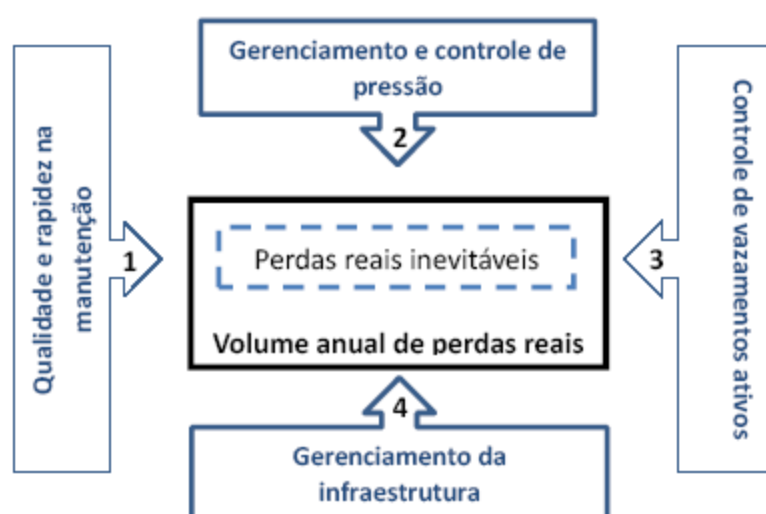 Gerenciamento e controle de
pressão
2
Qualidade e rapidez na
manutenção
1
Perdas reais inevitáveis
Volume anual de perdas reais
3
Controle de vazamentos ativos
4
Gerenciamento da
infraestrutura